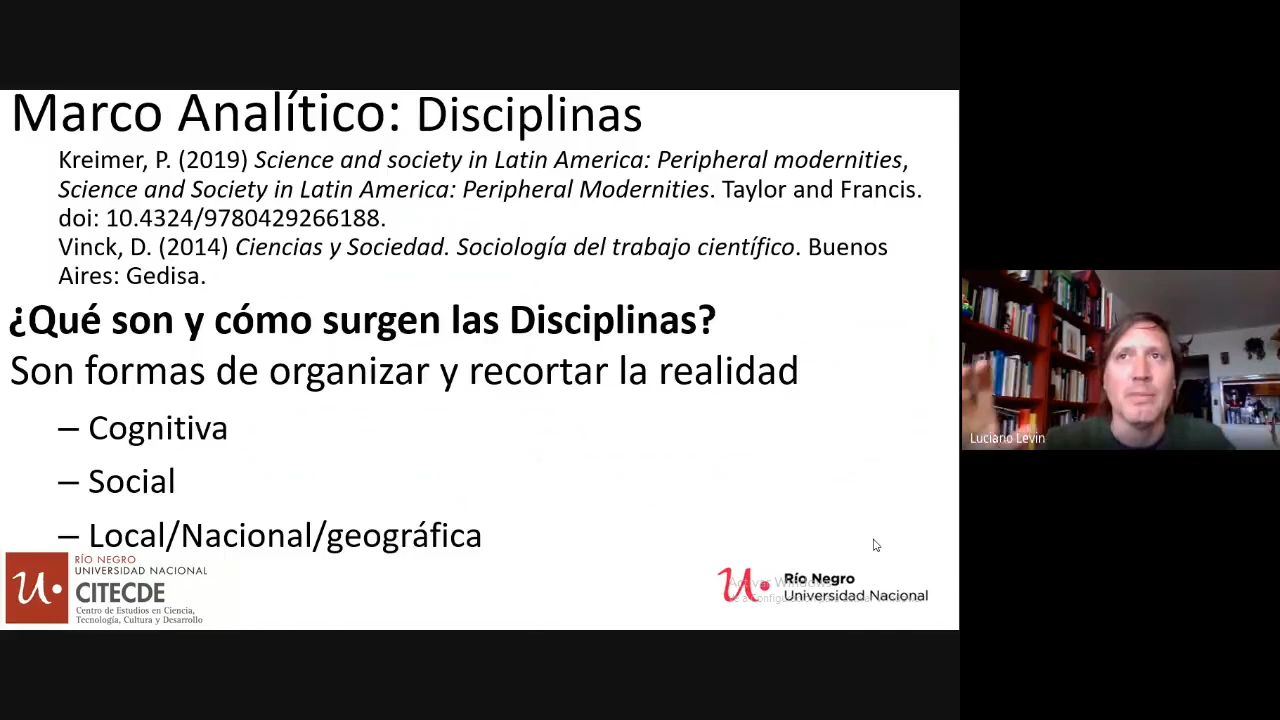 Marco Analítico: Disciplinas
Kreimer, P. (2019) Science and society in Latin America: Peripheral modernities,
Science and Society in Latin America: Peripheral Modernities. Taylor and Francis.
doi: 10.4324/9780429266188.
Vinck, D. (2014) Ciencias y Sociedad. Sociología del trabajo científico. Buenos
Aires: Gedisa.
¿Qué son y cómo surgen las Disciplinas?
Son formas de organizar y recortar la realidad
– Cognitiva
– Social
– Local/Nacional/geográfica
RÍO NEGRO
UNIVERSIDAD NACIONAL
CITECDE
Centro de Estudios en Ciencia,
Tecnología, Cultura y Desarrollo
Activar Windows
Río Negro
Universidad Nacional
Luciano Levin